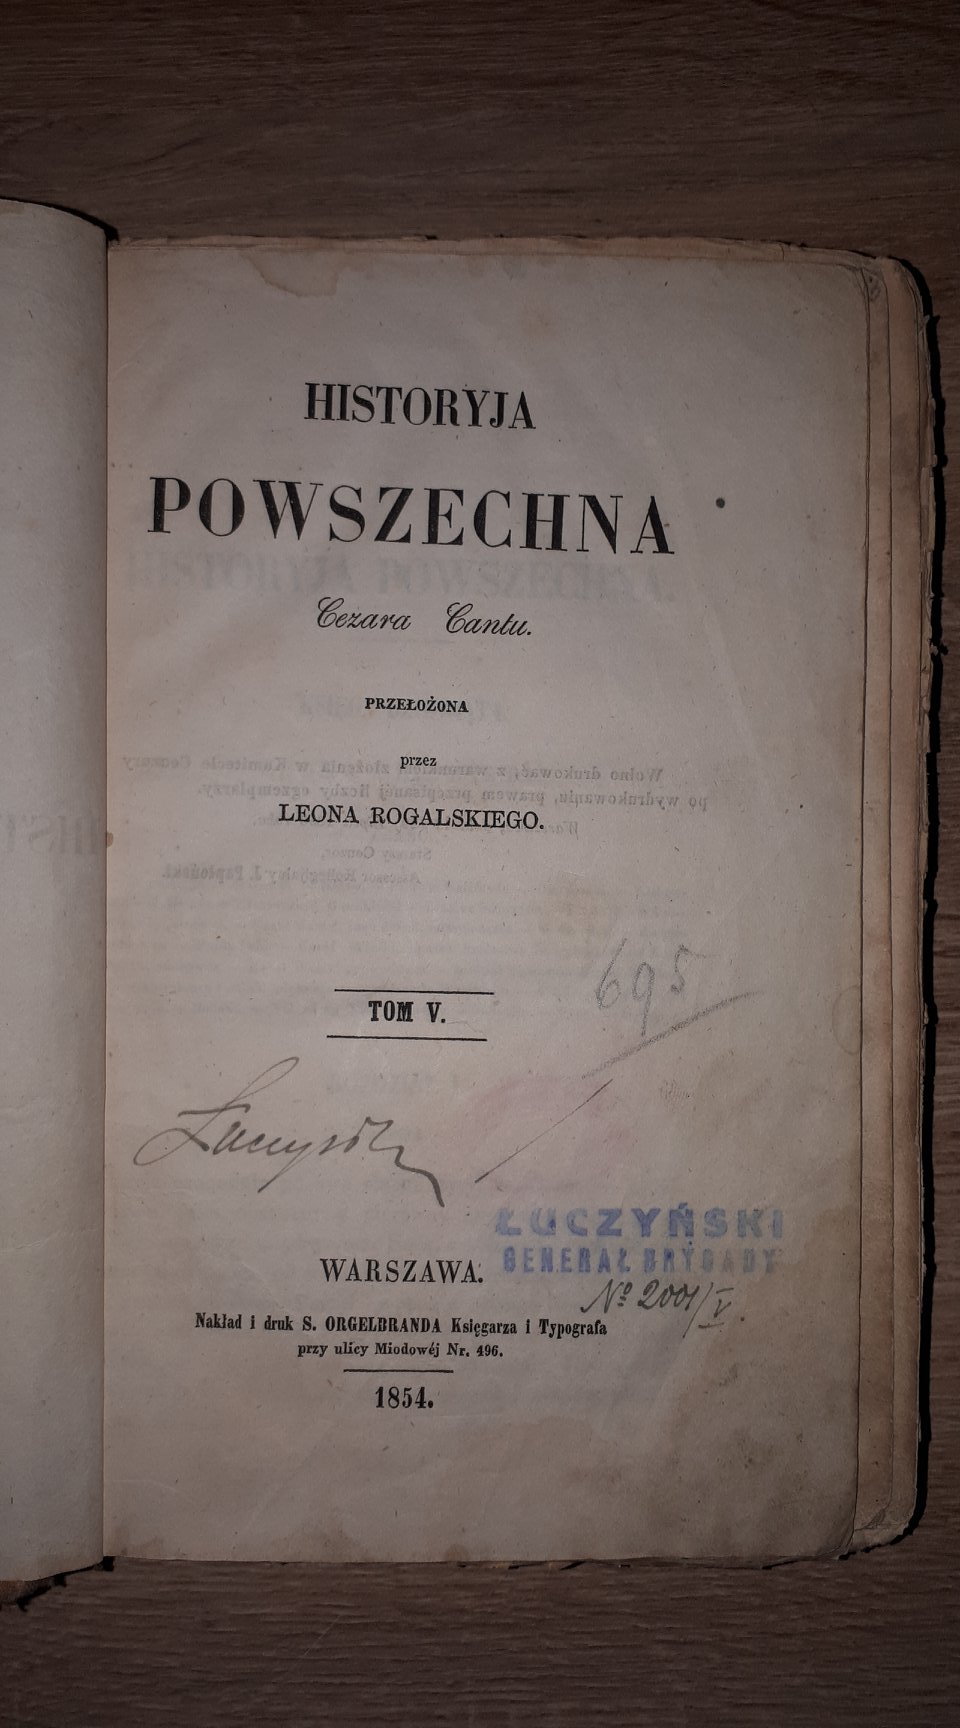 HISTORYJA
POWSZECHNA
Cezara Cantu.
PRZEŁOŻONA
przez
LEONA ROGALSKIEGO.
695
TOM V.
ŁUCZYŃSKI
GENERAŁ BRYGADY
WARSZAWA.
№ 2001/V.
Nakład i druk S. ORGELBRANDA Księgarza i Typografa
przy ulicy Miodowéj Nr. 496.
1854.